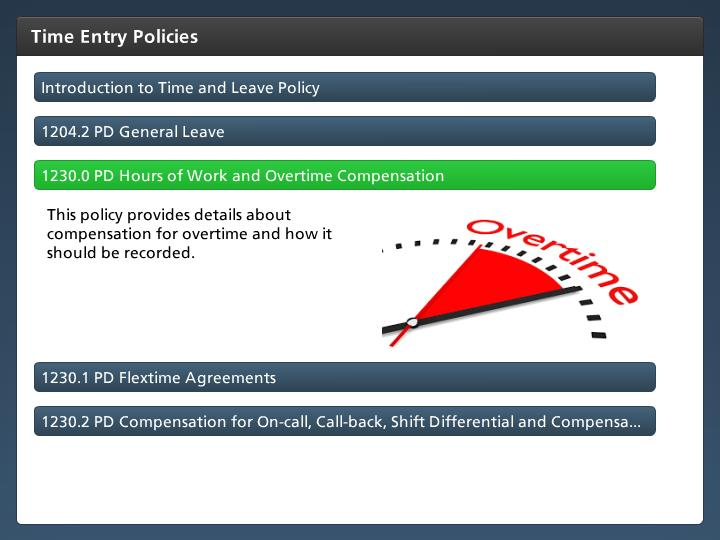 Time Entry Policies
Introduction to Time and Leave Policy
1204.2 PD General Leave
1230.0 PD Hours of Work and Overtime Compensation
This policy provides details about
compensation for overtime and how it
should be recorded.
Overtime
1230.1 PD Flextime Agreements
1230.2 PD Compensation for On-call, Call-back, Shift Differential and Compensa...